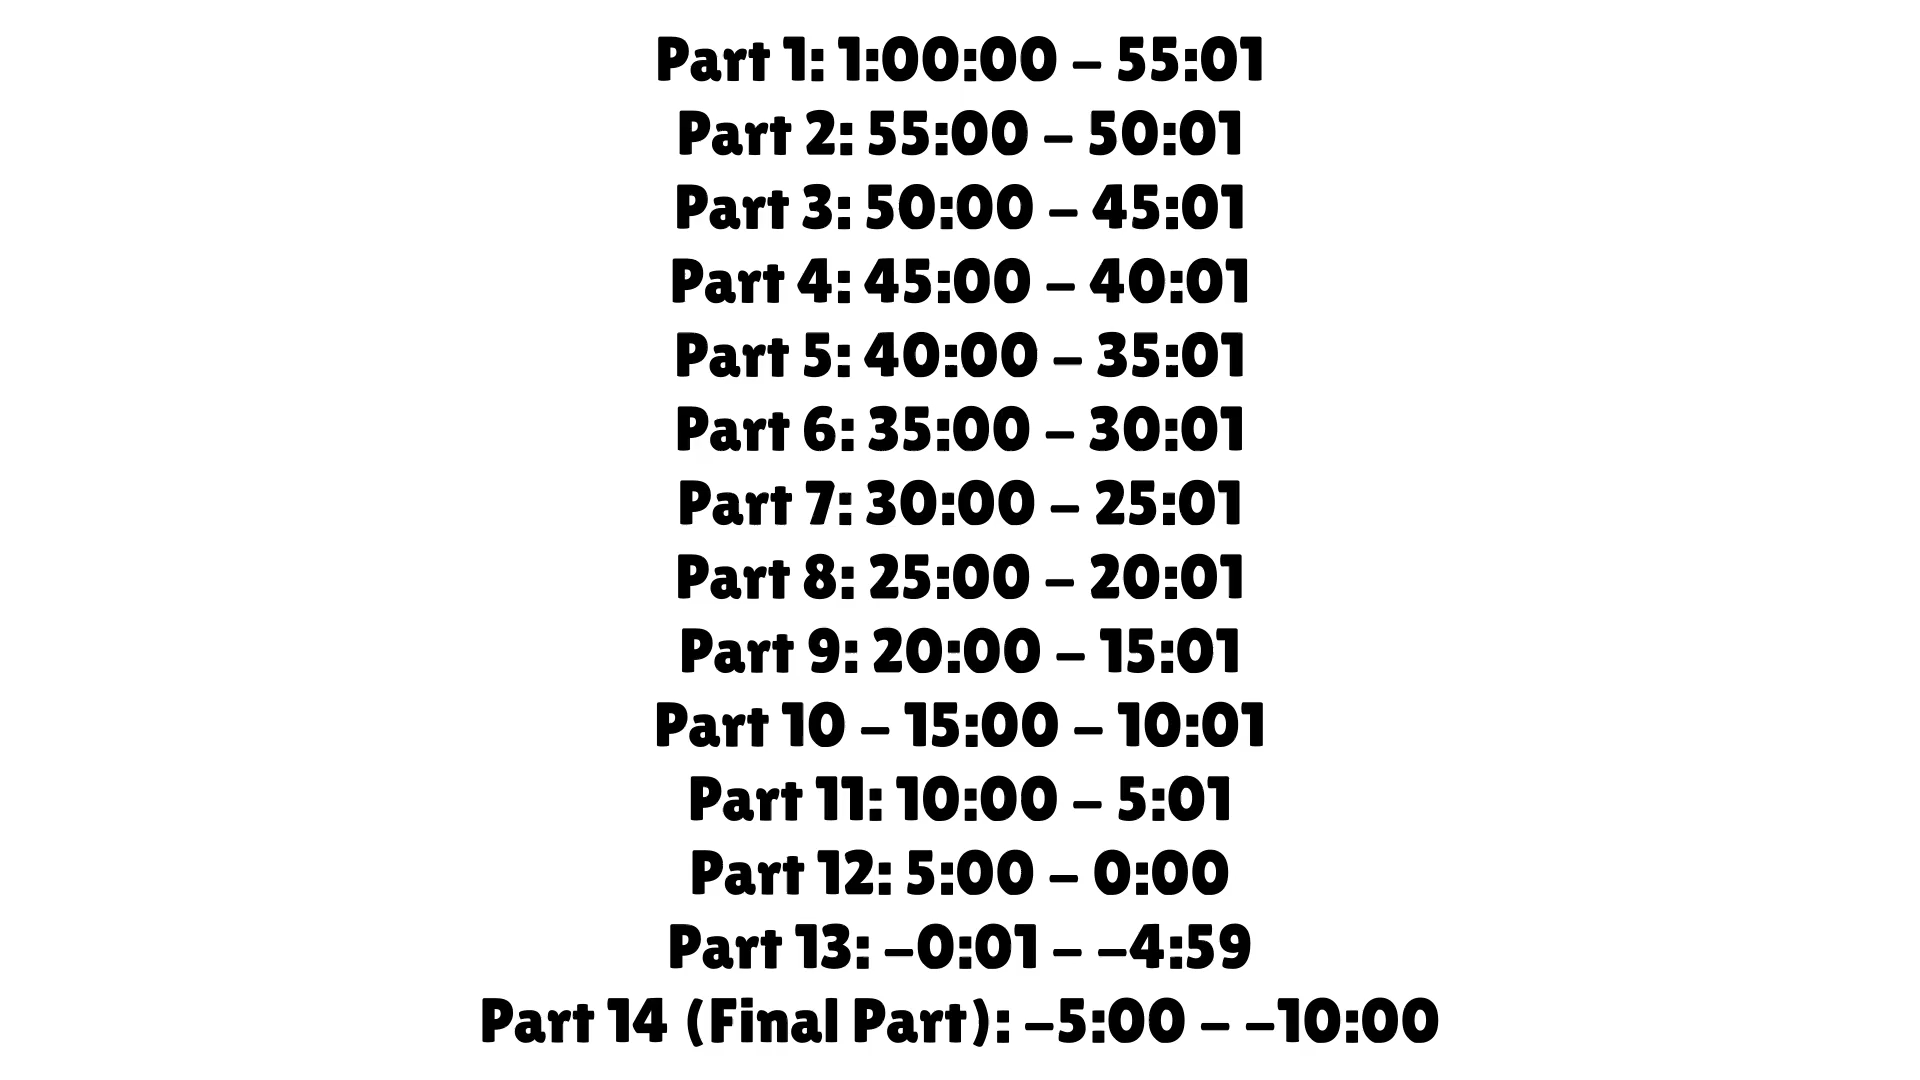 Part 1: 1:00:00 – 55:01
Part 2: 55:00 – 50:01
Part 3: 50:00 – 45:01
Part 4: 45:00 – 40:01
Part 5: 40:00 – 35:01
Part 6: 35:00 – 30:01
Part 7: 30:00 – 25:01
Part 8: 25:00 – 20:01
Part 9: 20:00 – 15:01
Part 10 – 15:00 – 10:01
Part 11: 10:00 – 5:01
Part 12: 5:00 – 0:00
Part 13: –0:01 – –4:59
Part 14 (Final Part): –5:00 – –10:00